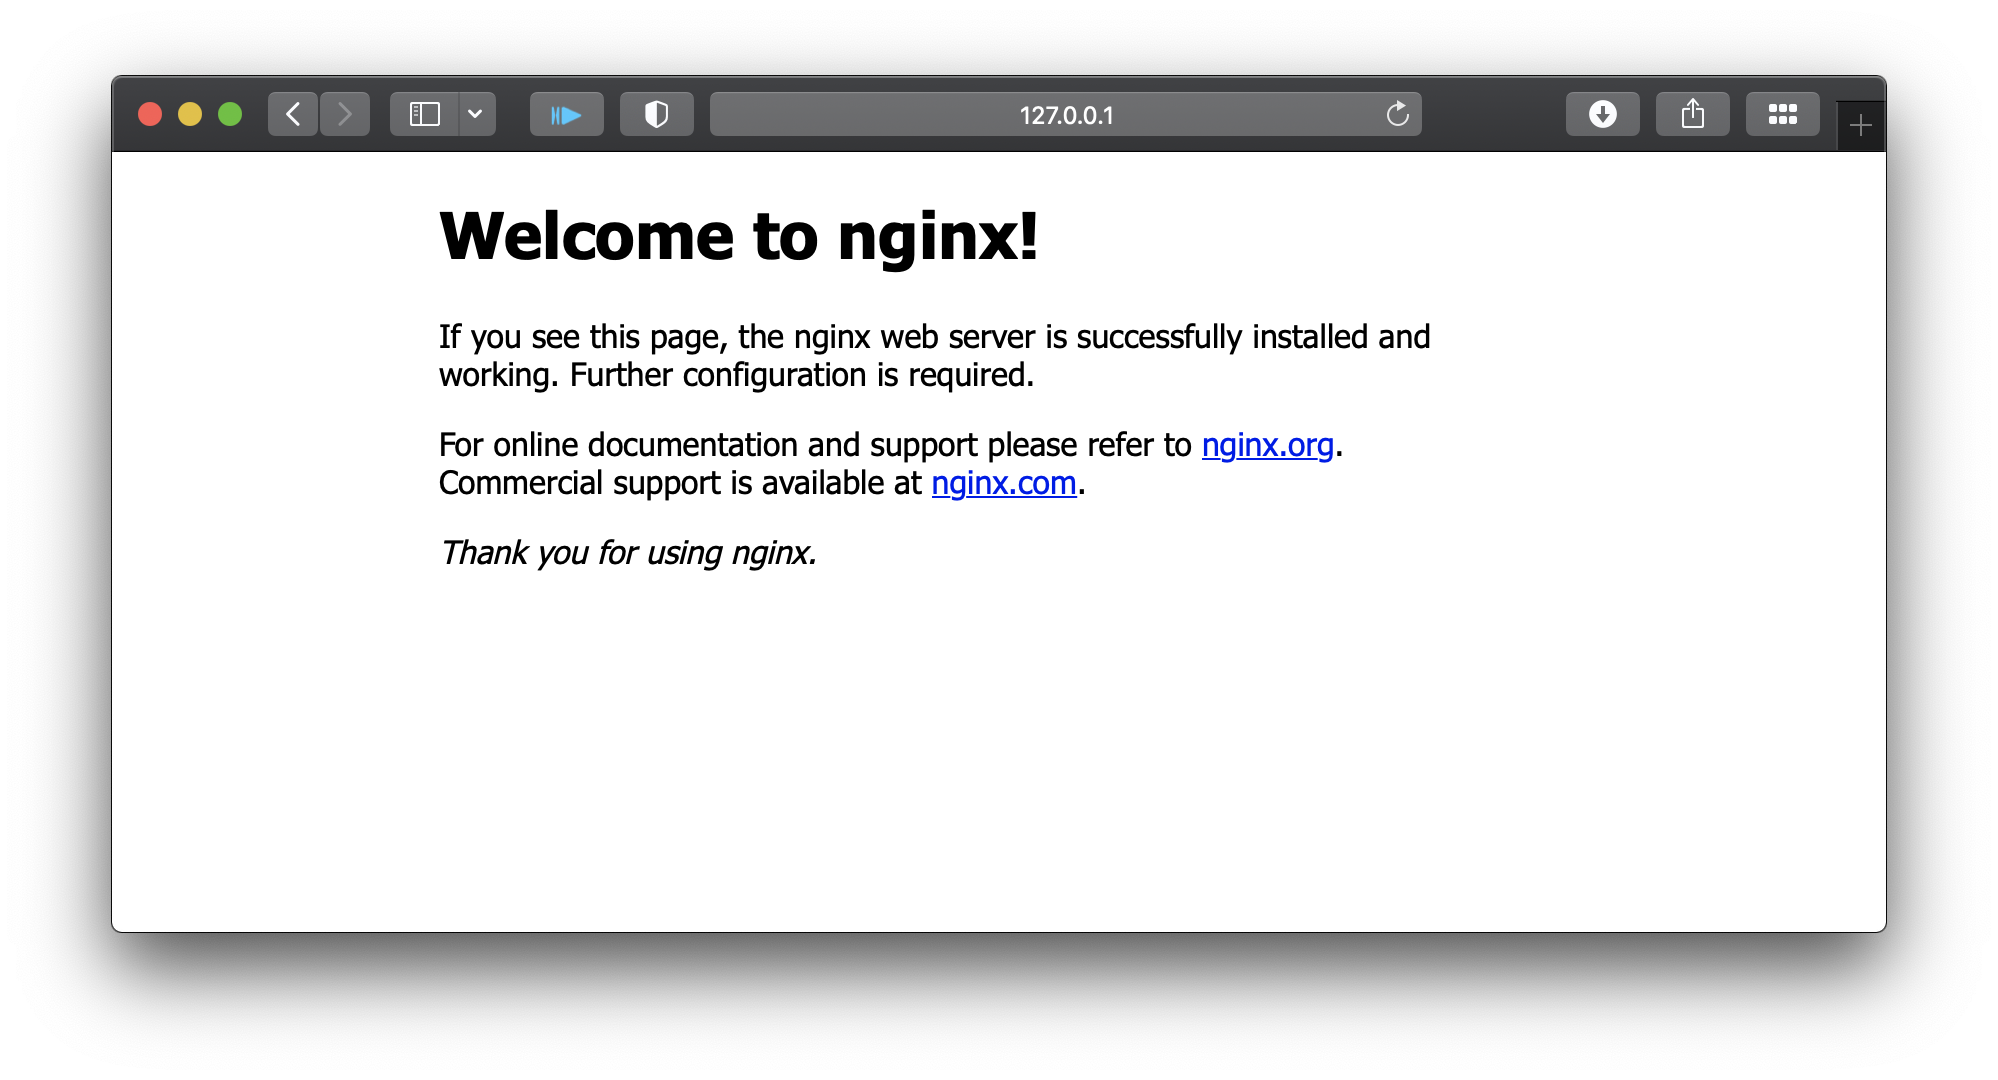 127.0.0.1
Welcome to nginx!
If you see this page, the nginx web server is successfully installed and
working. Further configuration is required.
For online documentation and support please refer to nginx.org.
Commercial support is available at nginx.com.
Thank you for using nginx.